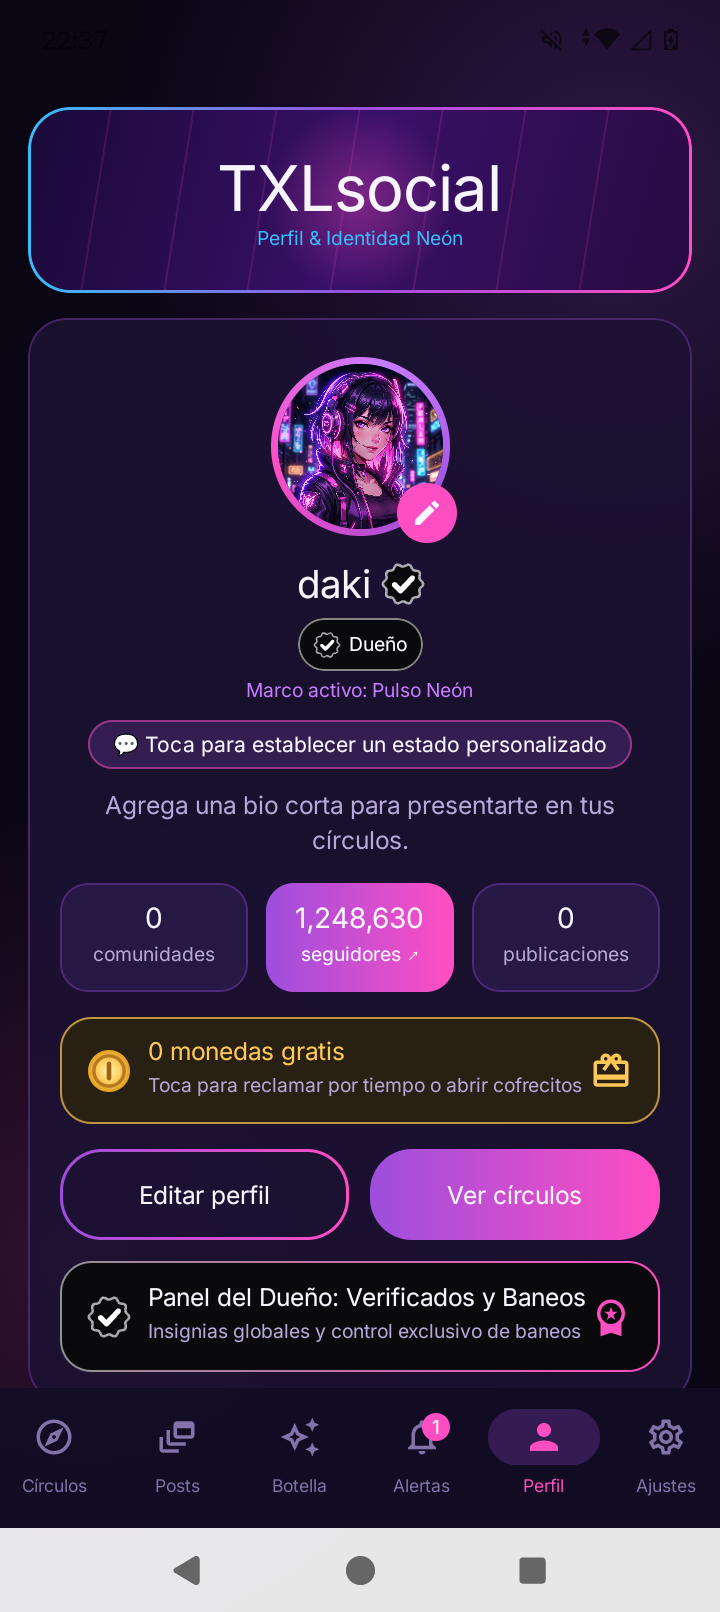 22:37
TXLsocial
Perfil & Identidad Neón
daki
Dueño
Marco activo: Pulso Neón
💬 Toca para establecer un estado personalizado
Agrega una bio corta para presentarte en tus
círculos.
0
comunidades
1,248,630
seguidores ↗
0
publicaciones
0 monedas gratis
Toca para reclamar por tiempo o abrir cofrecitos
Editar perfil
Ver círculos
Panel del Dueño: Verificados y Baneos
Insignias globales y control exclusivo de baneos
1
Círculos
Posts
Botella
Alertas
Perfil
Ajustes